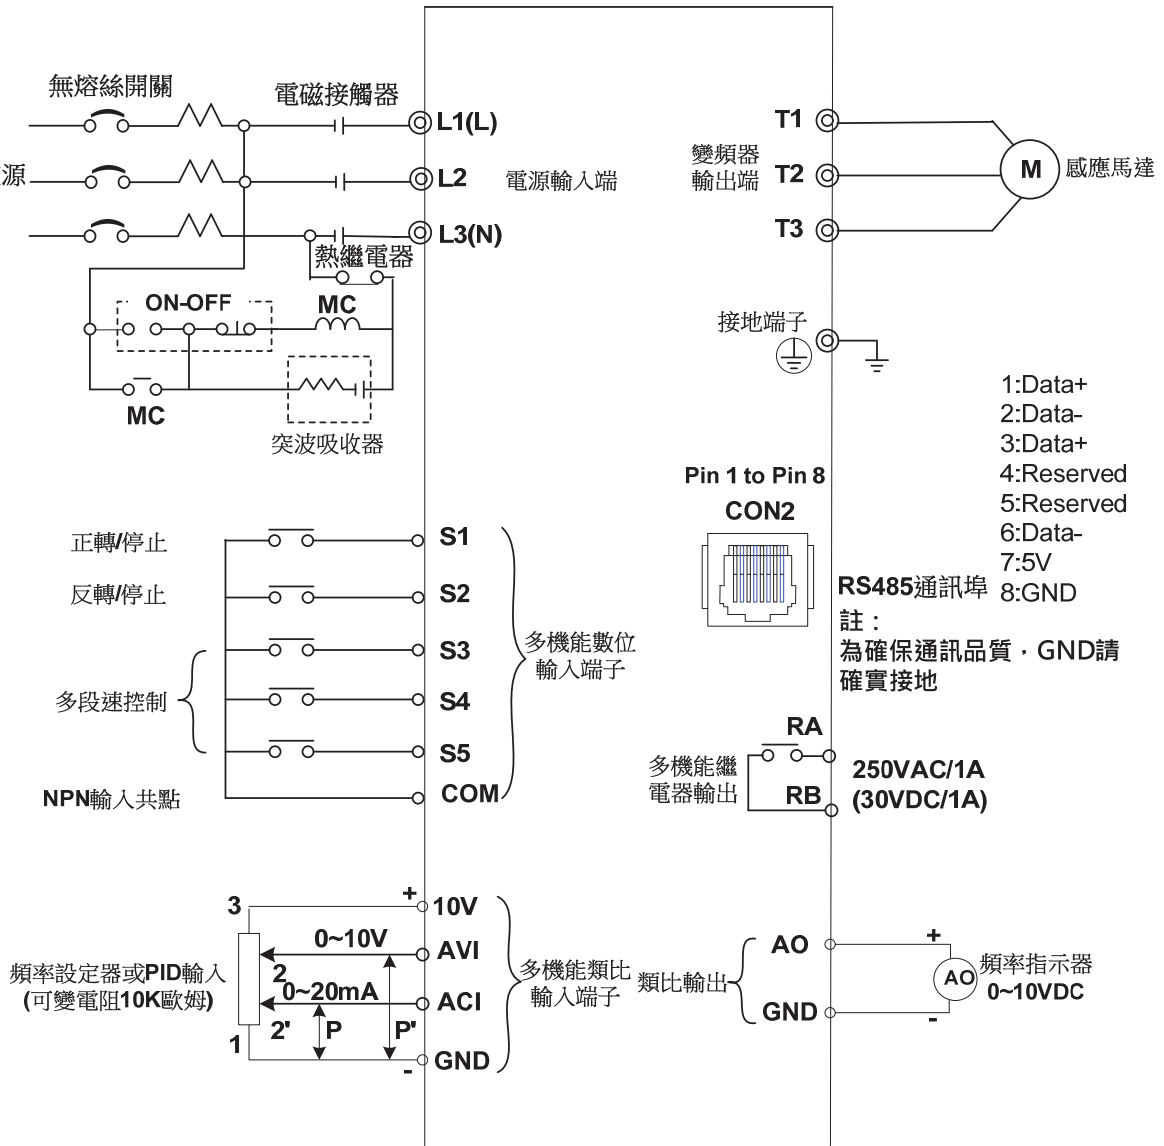 無熔絲開關
電磁接觸器
L1(L)
源
L2
電源輸入端
L3(N)
熱繼電器
ON-OFF
MC
MC
突波吸收器
T1
變頻器
輸出端
T2
T3
M
感應馬達
接地端子
1:Data+
2:Data-
3:Data+
4:Reserved
5:Reserved
6:Data-
7:5V
8:GND
Pin 1 to Pin 8
CON2
RS485通訊埠
註：
為確保通訊品質，GND請
確實接地
正轉/停止
S1
反轉/停止
S2
S3
多段速控制
S4
S5
NPN輸入共點
COM
多機能數位
輸入端子
RA
多機能繼
電器輸出
RB
250VAC/1A
(30VDC/1A)
3
+
10V
0~10V
AVI
2
頻率設定器或PID輸入
(可變電阻10K歐姆)
0~20mA
ACI
2'
P
P'
1
-
GND
多機能類比
輸入端子
類比輸出
AO
GND
+
AO
-
頻率指示器
0~10VDC